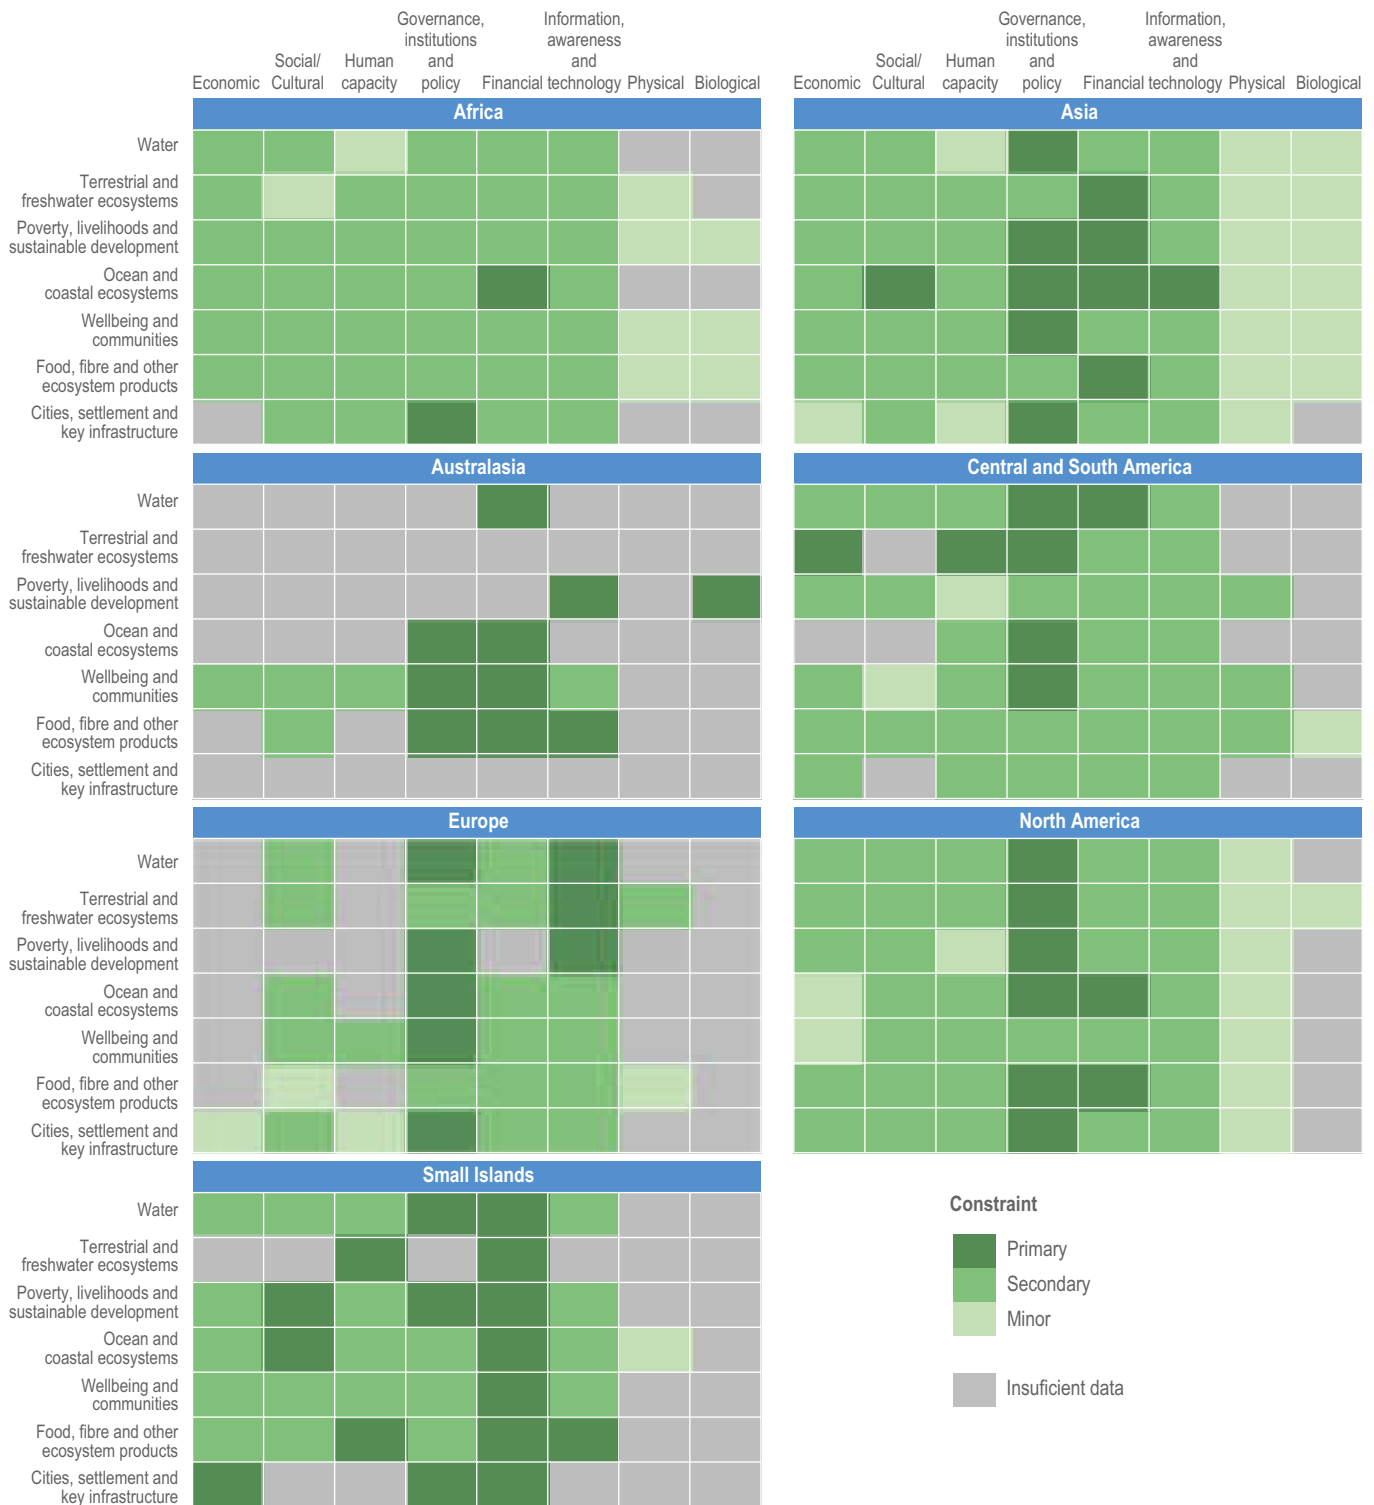 Governance, Information, Governance, Information,
institutions awareness institutions awareness
Social/ Human and and Social/ Human and and
Economic Cultural capacity policy Financial technology Physical Biological Economic Cultural capacity policy Financial technology Physical Biological
Africa Asia
Water
Terrestrial and
freshwater ecosystems
Poverty, livelihoods and
sustainable development
Ocean and
coastal ecosystems
Wellbeing and
communities
Food, fibre and other
ecosystem products
Cities, settlement and
key infrastructure
Australasia Central and South America
Water
Terrestrial and
freshwater ecosystems
Poverty, livelihoods and
sustainable development
Ocean and
coastal ecosystems
Wellbeing and
communities
Food, fibre and other
ecosystem products
Cities, settlement and
key infrastructure
Europe North America
Water
Terrestrial and
freshwater ecosystems
Poverty, livelihoods and
sustainable development
Ocean and
coastal ecosystems
Wellbeing and
communities
Food, fibre and other
ecosystem products
Cities, settlement and
key infrastructure
Small Islands
Water
Terrestrial and
freshwater ecosystems
Poverty, livelihoods and
sustainable development
Ocean and
coastal ecosystems
Wellbeing and
communities
Food, fibre and other
ecosystem products
Cities, settlement and
key infrastructure
Constraint
Primary
Secondary
Minor
Insuficient data